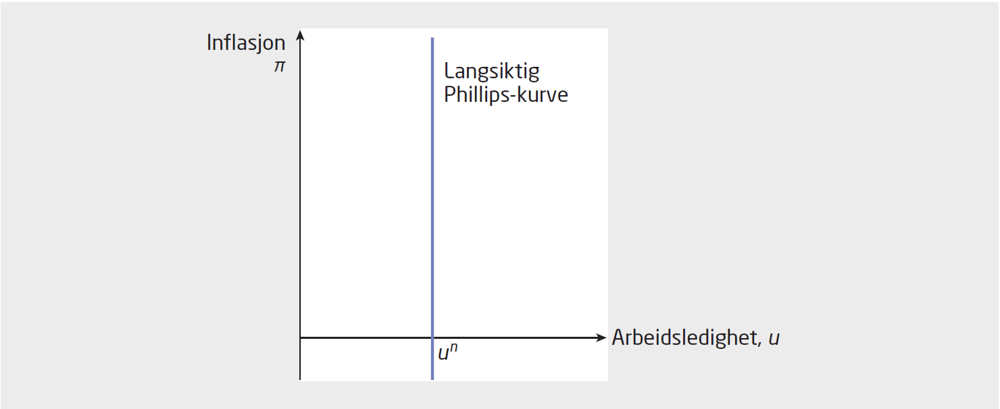 Inflasjon
π
Langsiktig
Phillips-kurve
Arbeidsledighet, u
uⁿ